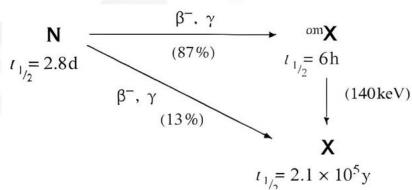 β⁻, γ
N
ᵒᵐX
(87%)
t₁/₂= 2.8d
t₁/₂= 6h
(140keV)
β⁻, γ
(13%)
X
t₁/₂= 2.1 × 10⁵y